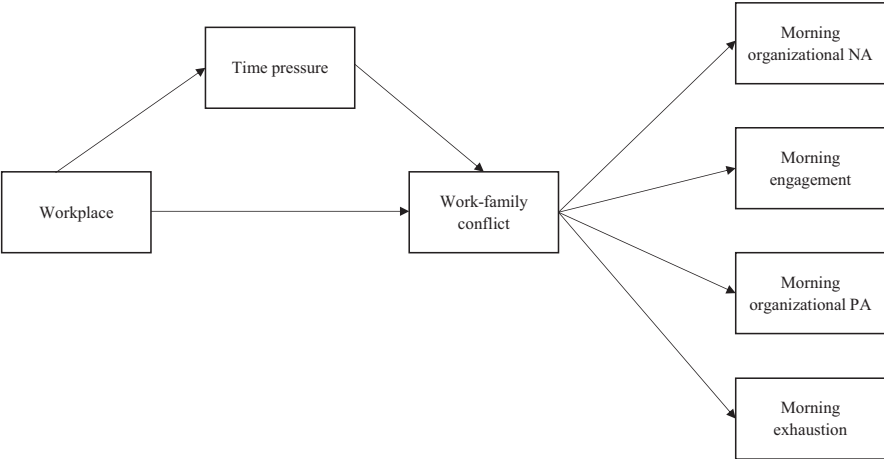 Morning
organizational NA
Time pressure
Morning
engagement
Workplace
Work-family
conflict
Morning
organizational PA
Morning
exhaustion